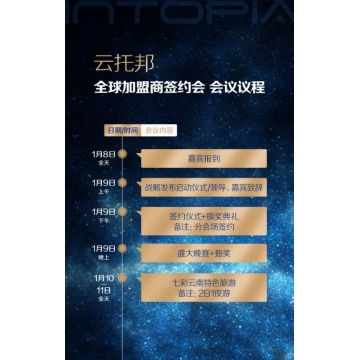 INTOPIA
云托邦
全球加盟商签约会 会议议程
日期/时间 会议内容
1月8日
全天
嘉宾报到
1月9日
上午
战略发布启动仪式/领导、嘉宾致辞
1月9日
下午
签约仪式+颁奖典礼
备注: 分会场签约
1月9日
晚上
盛大晚宴+抽奖
1月10
—
11日
全天
七彩云南特色旅游
备注: 2日1夜游